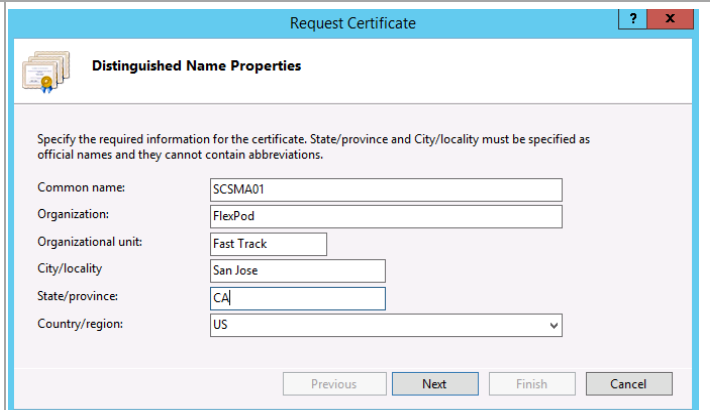 Request Certificate
? x
Distinguished Name Properties
Specify the required information for the certificate. State/province and City/locality must be specified as
official names and they cannot contain abbreviations.
Common name: SCSMA01
Organization: FlexPod
Organizational unit: Fast Track
City/locality San Jose
State/province: CA
Country/region: US
Previous Next Finish Cancel